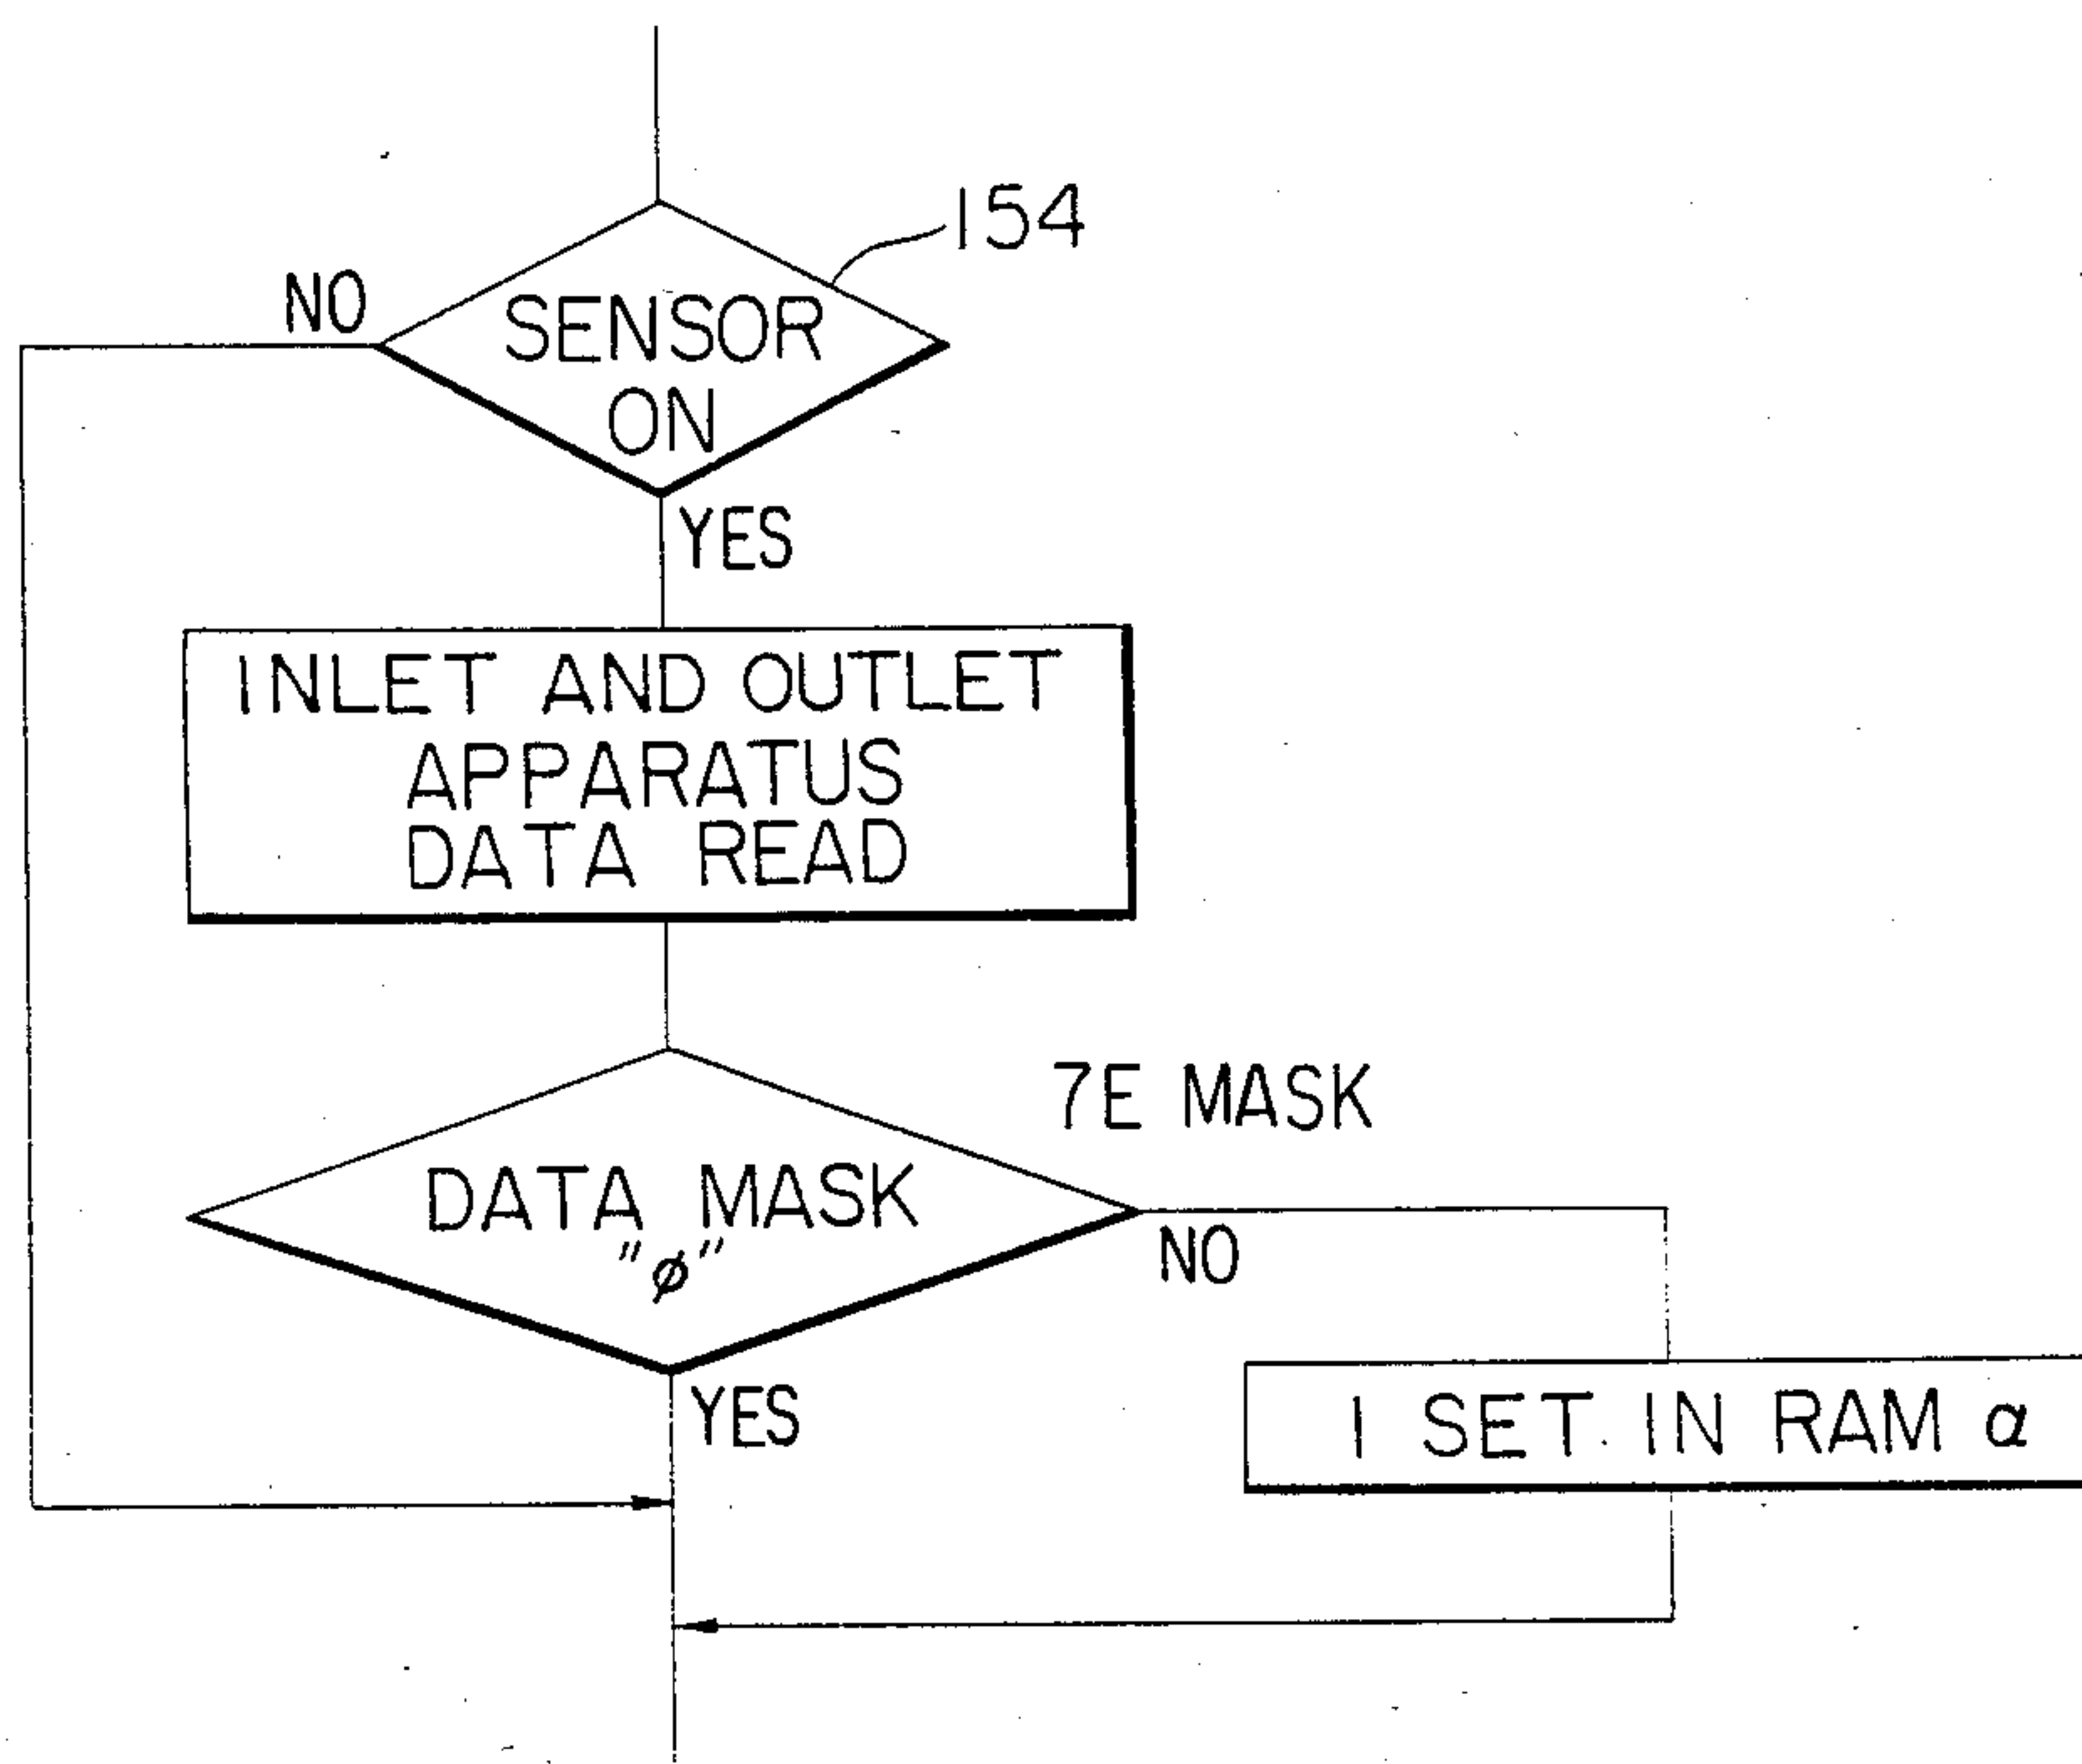 154
NO
SENSOR
ON
YES
INLET AND OUTLET
APPARATUS
DATA READ
7E MASK
DATA MASK
"φ"
NO
YES
1 SET IN RAM α